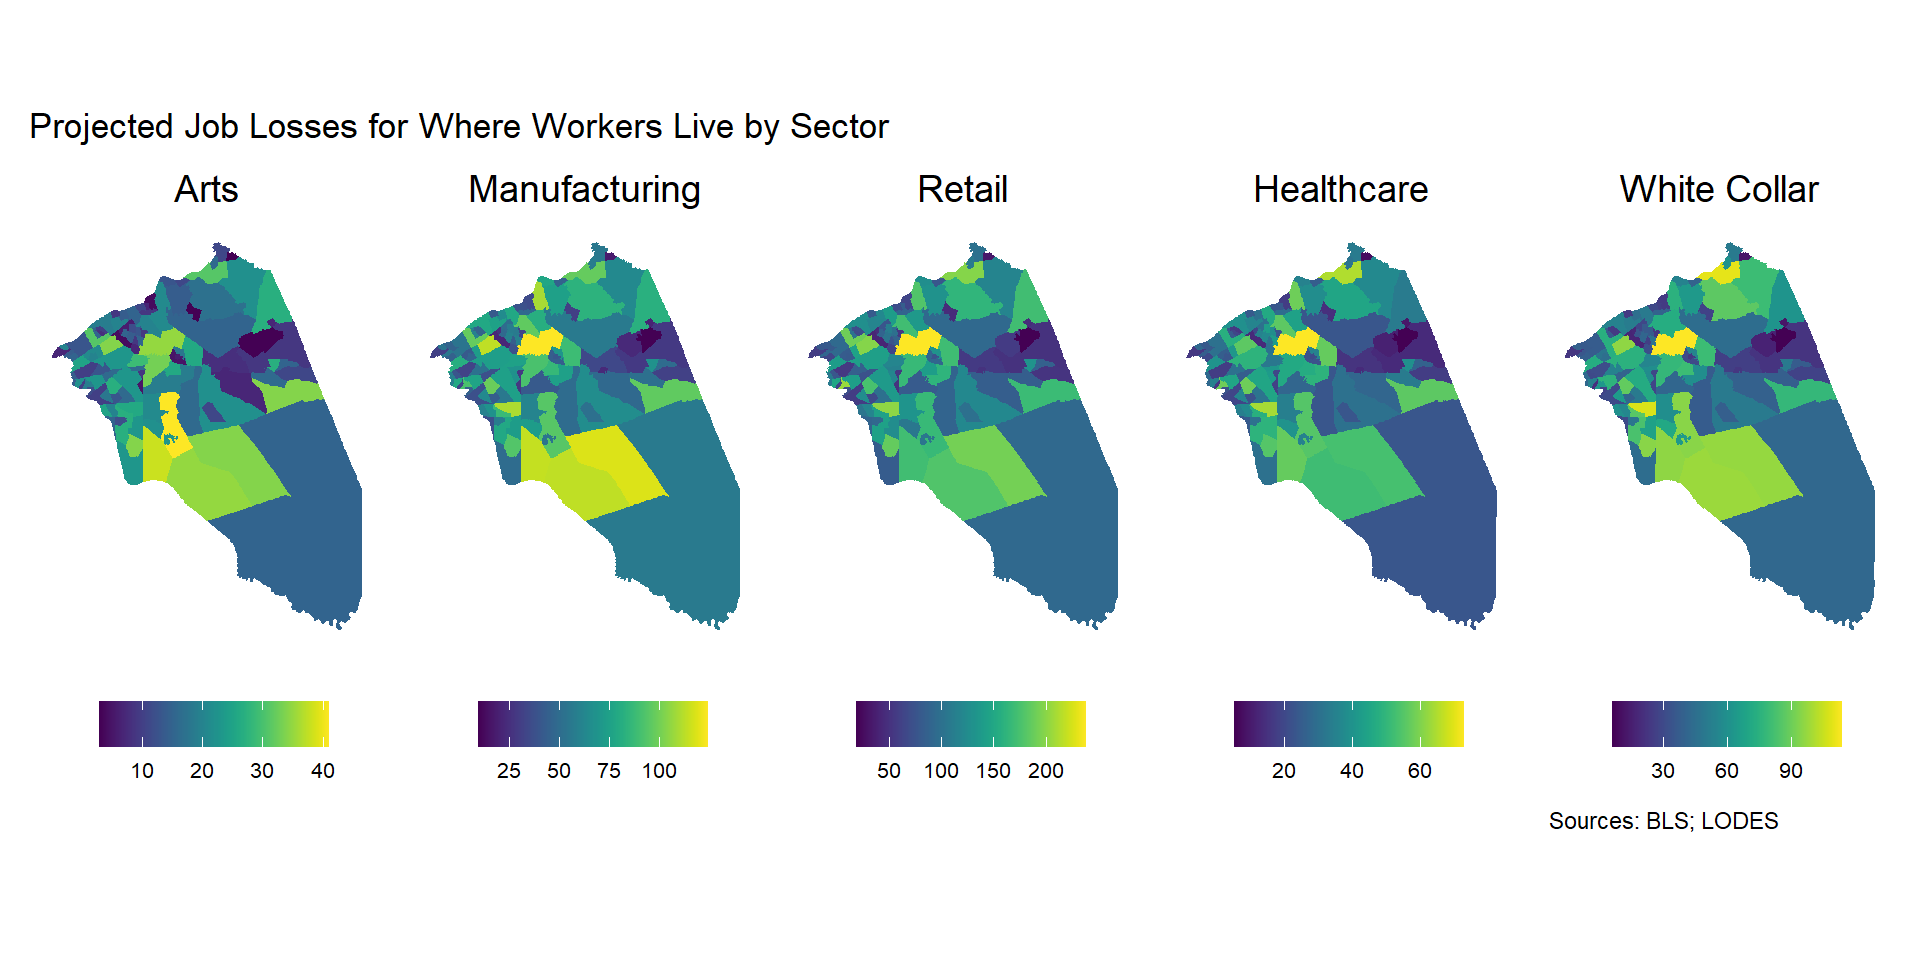 Projected Job Losses for Where Workers Live by Sector
Arts
Manufacturing
Retail
Healthcare
White Collar
10 20 30 40
25 50 75 100
50 100 150 200
20 40 60
30 60 90
Sources: BLS; LODES